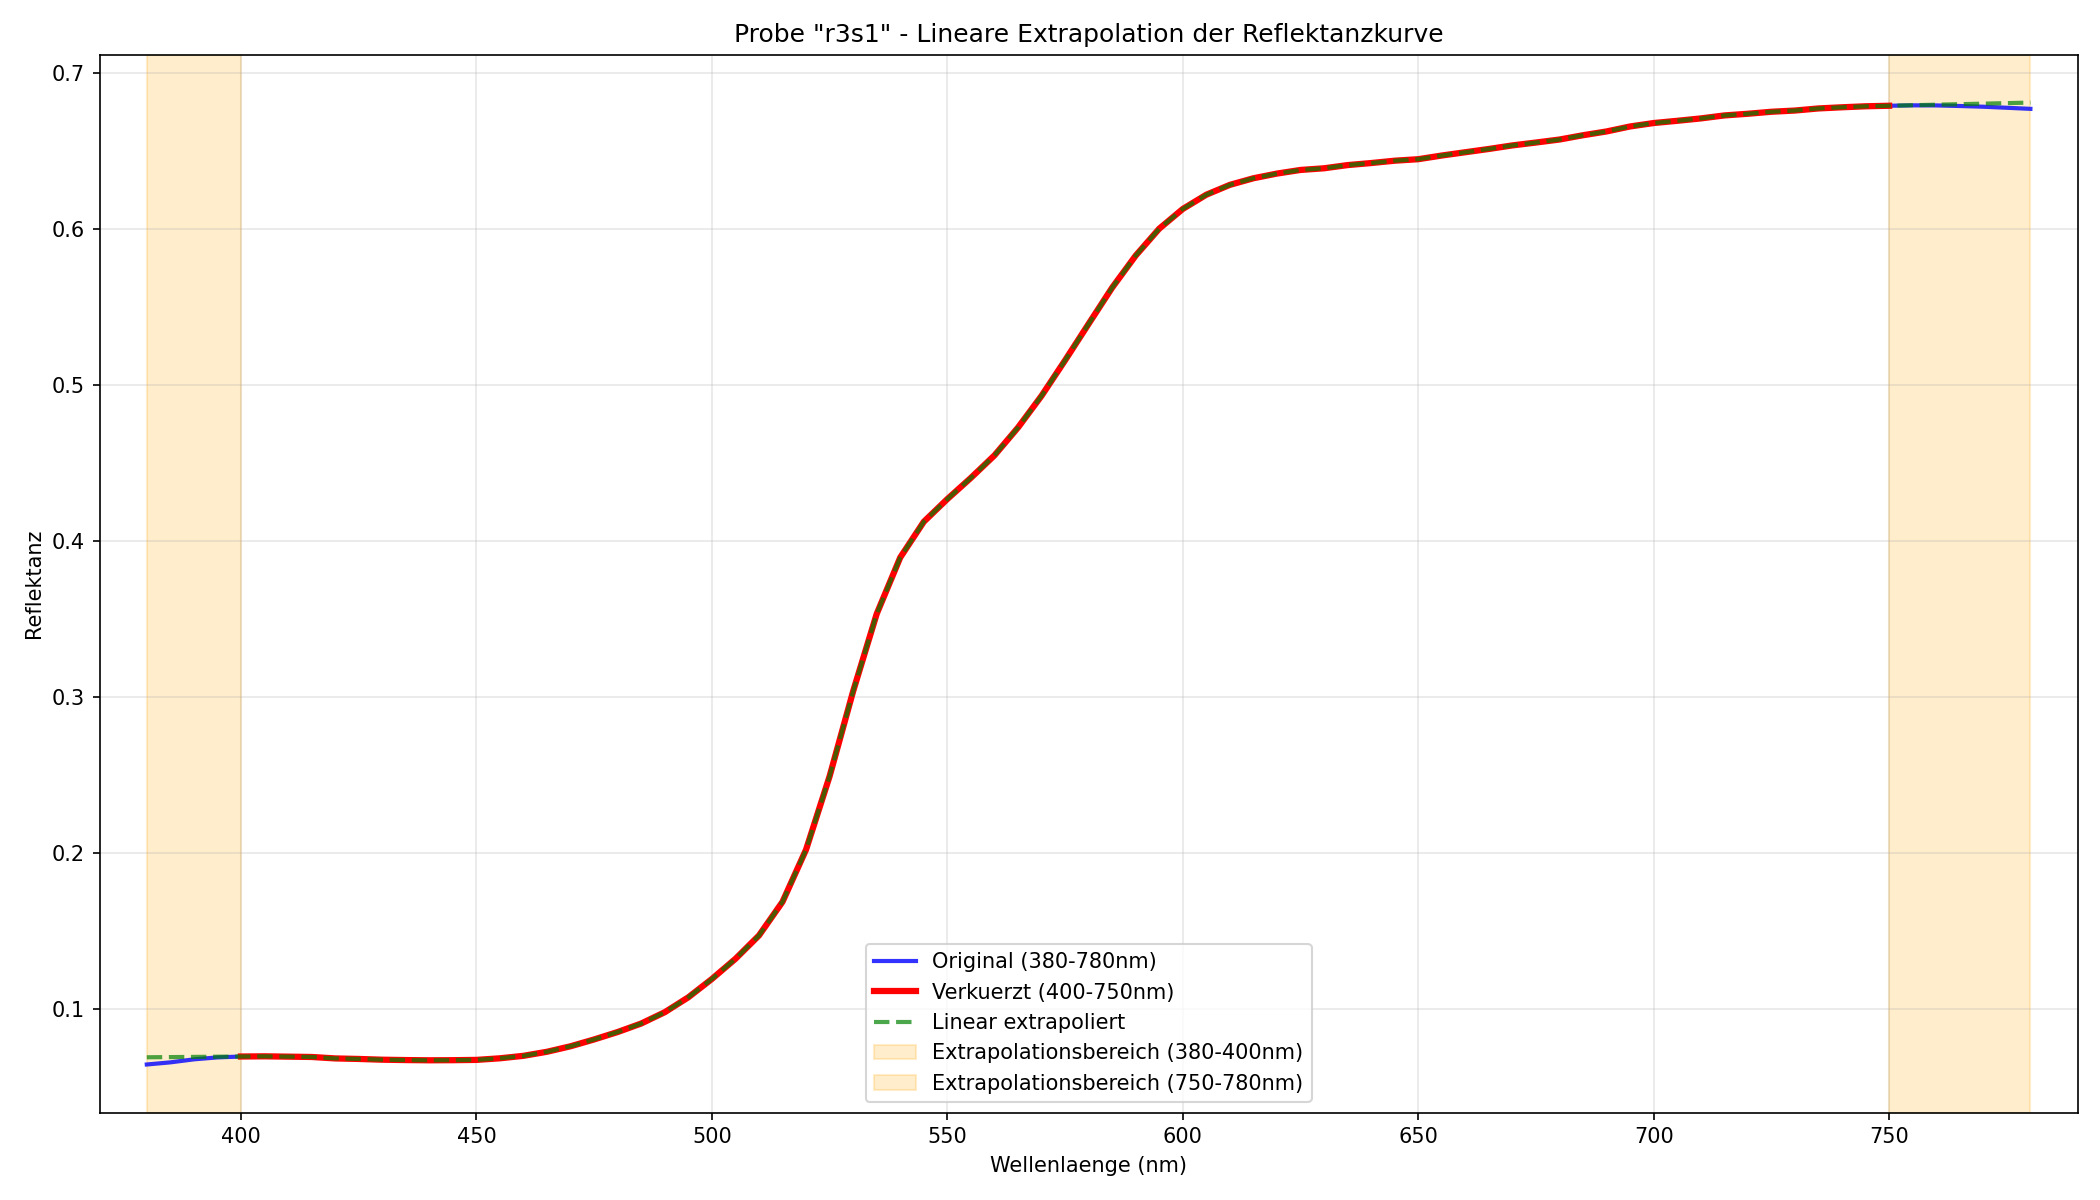 Probe "r3s1" - Lineare Extrapolation der Reflektanzkurve
0.7
0.6
0.5
0.4
0.3
0.2
0.1
Reflektanz
Original (380-780nm)
Verkuerzt (400-750nm)
Linear extrapoliert
Extrapolationsbereich (380-400nm)
Extrapolationsbereich (750-780nm)
400 450 500 550 600 650 700 750
Wellenlaenge (nm)